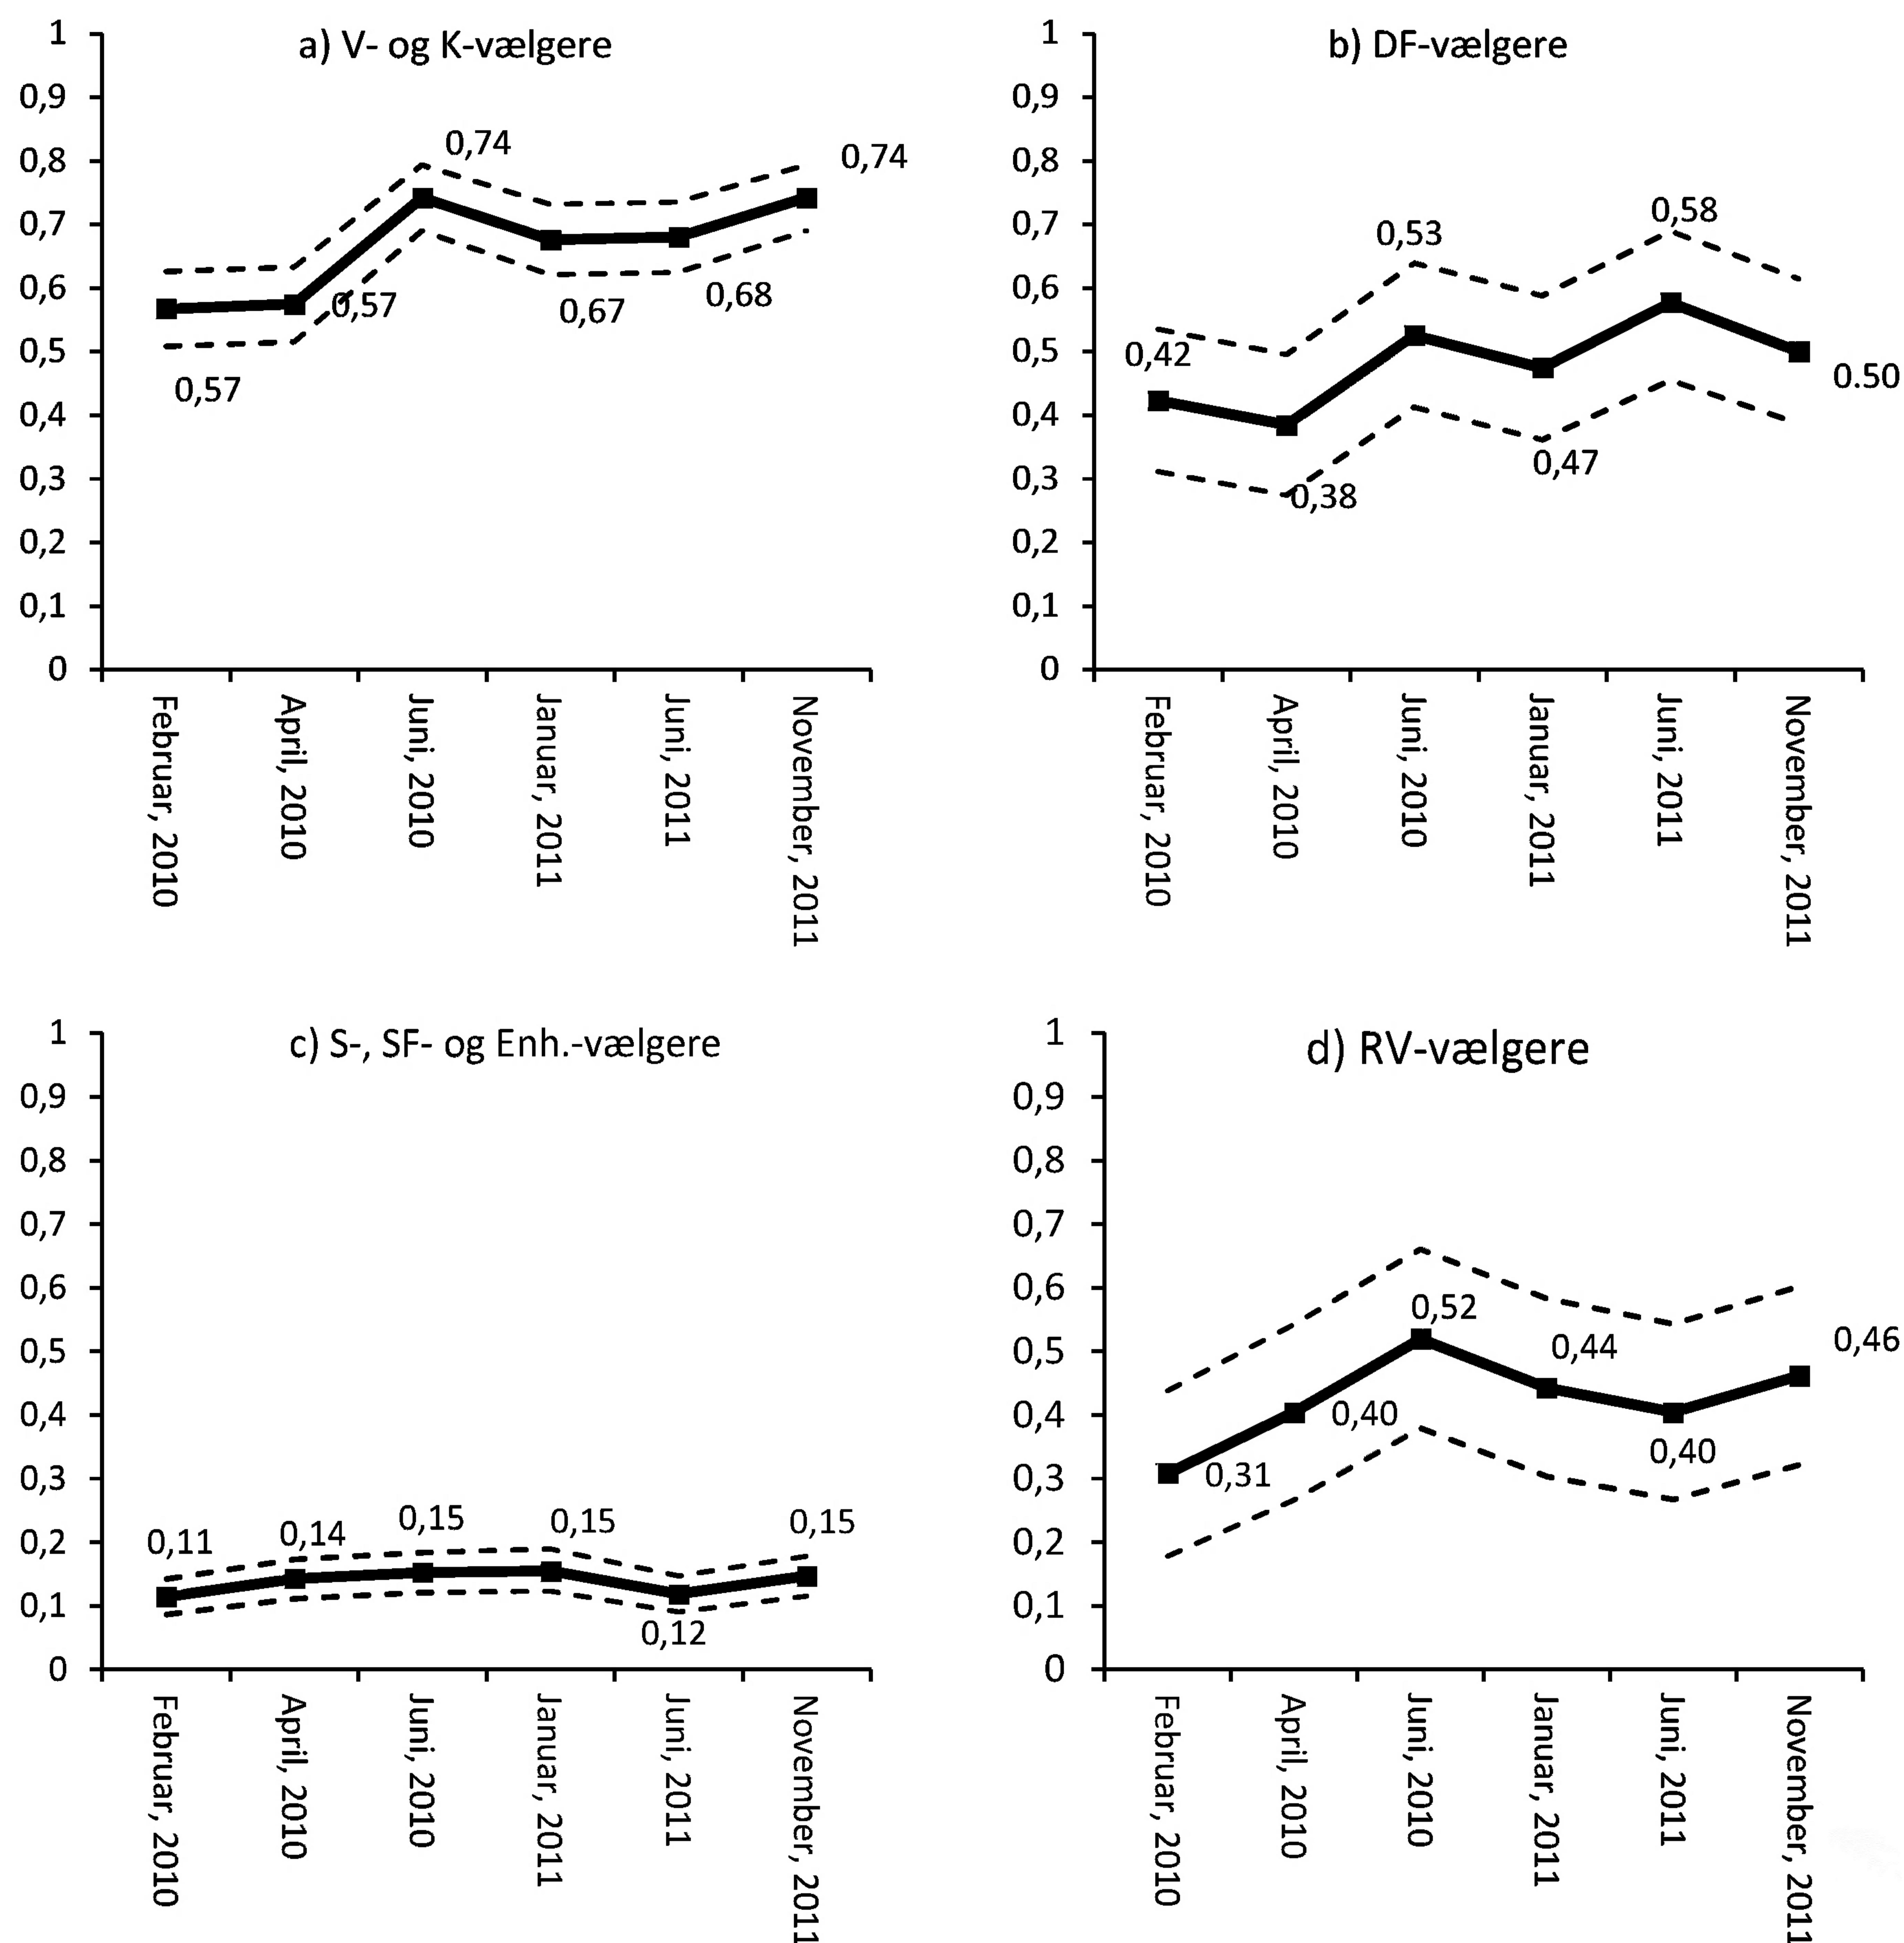 a) V- og K-vælgere
1
0,9
0,8
0,7
0,6
0,5
0,4
0,3
0,2
0,1
0
0,57
0,57
0,74
0,67
0,68
0,74
Februar, 2010
April, 2010
Juni, 2010
Januar, 2011
Juni, 2011
November, 2011
b) DF-vælgere
1
0,9
0,8
0,7
0,6
0,5
0,4
0,3
0,2
0,1
0
0,42
0,38
0,53
0,47
0,58
0.50
Februar, 2010
April, 2010
Juni, 2010
Januar, 2011
Juni, 2011
November, 2011
c) S-, SF- og Enh.-vælgere
1
0,9
0,8
0,7
0,6
0,5
0,4
0,3
0,2
0,1
0
0,11
0,14
0,15
0,15
0,12
0,15
Februar, 2010
April, 2010
Juni, 2010
Januar, 2011
Juni, 2011
November, 2011
d) RV-vælgere
1
0,9
0,8
0,7
0,6
0,5
0,4
0,3
0,2
0,1
0
0,31
0,40
0,52
0,44
0,40
0,46
Februar, 2010
April, 2010
Juni, 2010
Januar, 2011
Juni, 2011
November, 2011